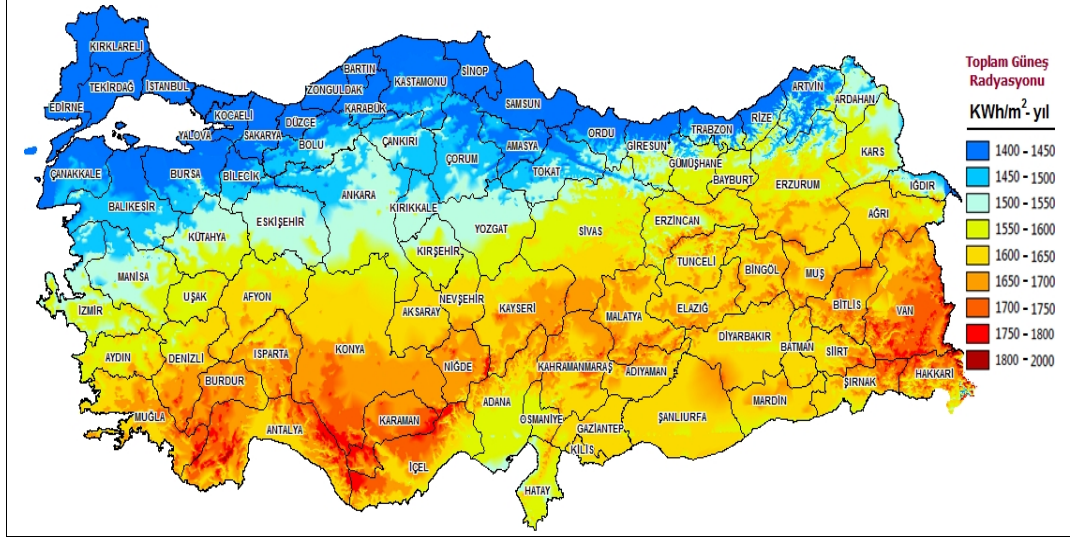 KIRKLARELİ
TEKİRDAĞ
İSTANBUL
EDİRNE
KOCAELİ
YALOVA
SAKARYA
DÜZCE
BOLU
ZONGULDAK
BARTIN
KARABÜK
KASTAMONU
SİNOP
SAMSUN
ÇANKIRI
ÇORUM
AMASYA
TOKAT
ORDU
GİRESUN
TRABZON
RİZE
ARTVİN
ARDAHAN
KARS
IĞDIR
GÜMÜŞHANE
BAYBURT
ERZURUM
AĞRI
ÇANAKKALE
BURSA
BİLECİK
BALIKESİR
ESKİŞEHİR
ANKARA
KIRIKKALE
KÜTAHYA
KIRŞEHİR
YOZGAT
SİVAS
ERZİNCAN
TUNCELİ
BİNGÖL
MUŞ
BİTLİS
VAN
MANİSA
UŞAK
AFYON
İZMİR
AKSARAY
NEVŞEHİR
KAYSERİ
MALATYA
ELAZIĞ
DİYARBAKIR
BATMAN
SİİRT
ŞIRNAK
HAKKARİ
AYDIN
DENİZLİ
ISPARTA
BURDUR
KONYA
NİĞDE
KAHRAMANMARAŞ
ADIYAMAN
MARDİN
ŞANLIURFA
MUĞLA
ANTALYA
KARAMAN
İÇEL
ADANA
OSMANİYE
GAZİANTEP
KİLİS
HATAY
Toplam Güneş
Radyasyonu
KWh/m²- yıl
1400 - 1450
1450 - 1500
1500 - 1550
1550 - 1600
1600 - 1650
1650 - 1700
1700 - 1750
1750 - 1800
1800 - 2000